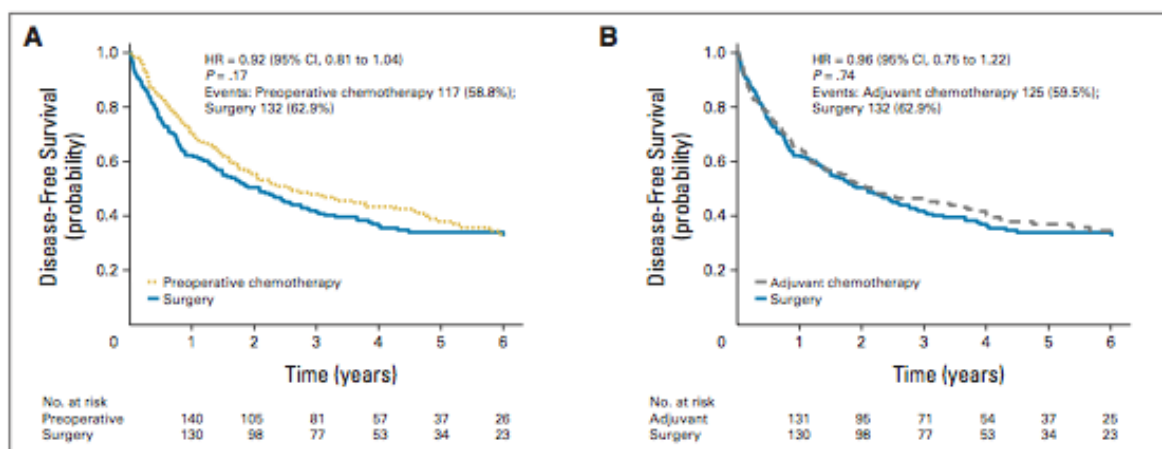 A
HR = 0.92 (95% CI, 0.81 to 1.04)
P = .17
Events: Preoperative chemotherapy 117 (58.8%);
Surgery 132 (62.9%)
Disease-Free Survival
(probability)
1.0
0.8
0.6
0.4
0.2
Preoperative chemotherapy
Surgery
0 1 2 3 4 5 6
Time (years)
No. at risk
Preoperative 140 105 81 57 37 26
Surgery 130 98 77 53 34 23
B
HR = 0.96 (95% CI, 0.75 to 1.22)
P = .74
Events: Adjuvant chemotherapy 125 (59.5%);
Surgery 132 (62.9%)
Disease-Free Survival
(probability)
1.0
0.8
0.6
0.4
0.2
Adjuvant chemotherapy
Surgery
0 1 2 3 4 5 6
Time (years)
No. at risk
Adjuvant 131 95 71 54 37 25
Surgery 130 98 77 53 34 23